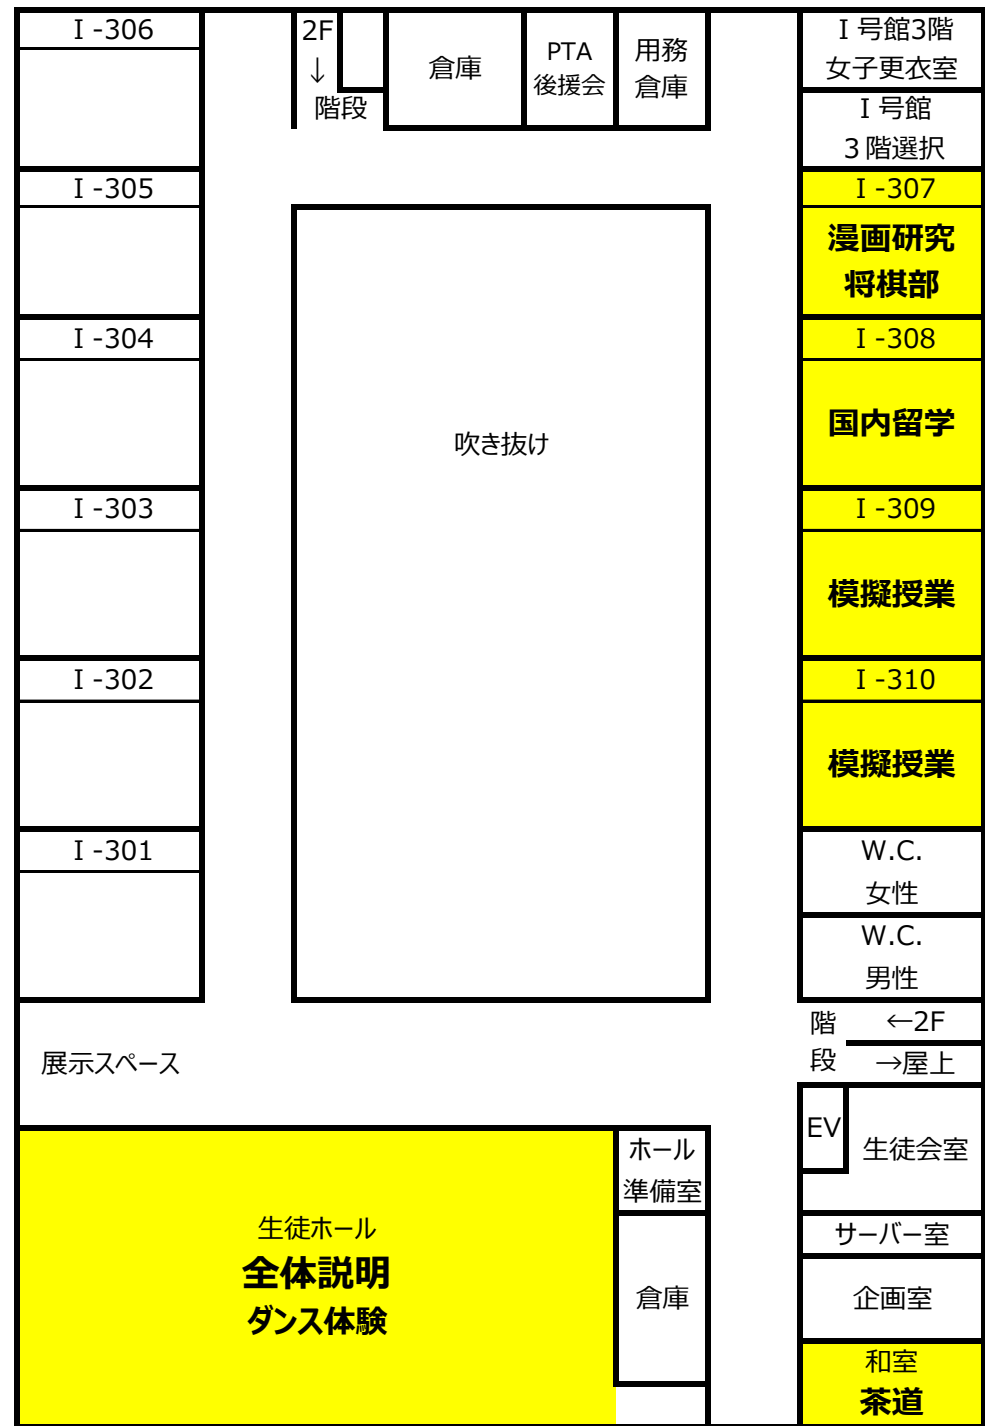 Ⅰ-306
2F
↓
階段
倉庫
PTA
後援会
用務
倉庫
Ⅰ号館3階
女子更衣室
Ⅰ号館
３階選択
Ⅰ-305
Ⅰ-307
漫画研究
将棋部
Ⅰ-304
Ⅰ-308
国内留学
吹き抜け
Ⅰ-303
Ⅰ-309
模擬授業
Ⅰ-302
Ⅰ-310
模擬授業
Ⅰ-301
W.C.
女性
W.C.
男性
展示スペース
階
段
←2F
→屋上
EV
生徒会室
ホール
準備室
生徒ホール
全体説明
ダンス体験
倉庫
サーバー室
企画室
和室
茶道